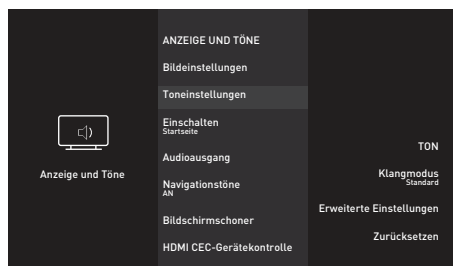 Anzeige und Töne
ANZEIGE UND TÖNE
Bildeinstellungen
Toneinstellungen
Einschalten
Startseite
Audioausgang
Navigationstöne
AN
Bildschirmschoner
HDMI CEC-Gerätekontrolle
TON
Klangmodus
Standard
Erweiterte Einstellungen
Zurücksetzen